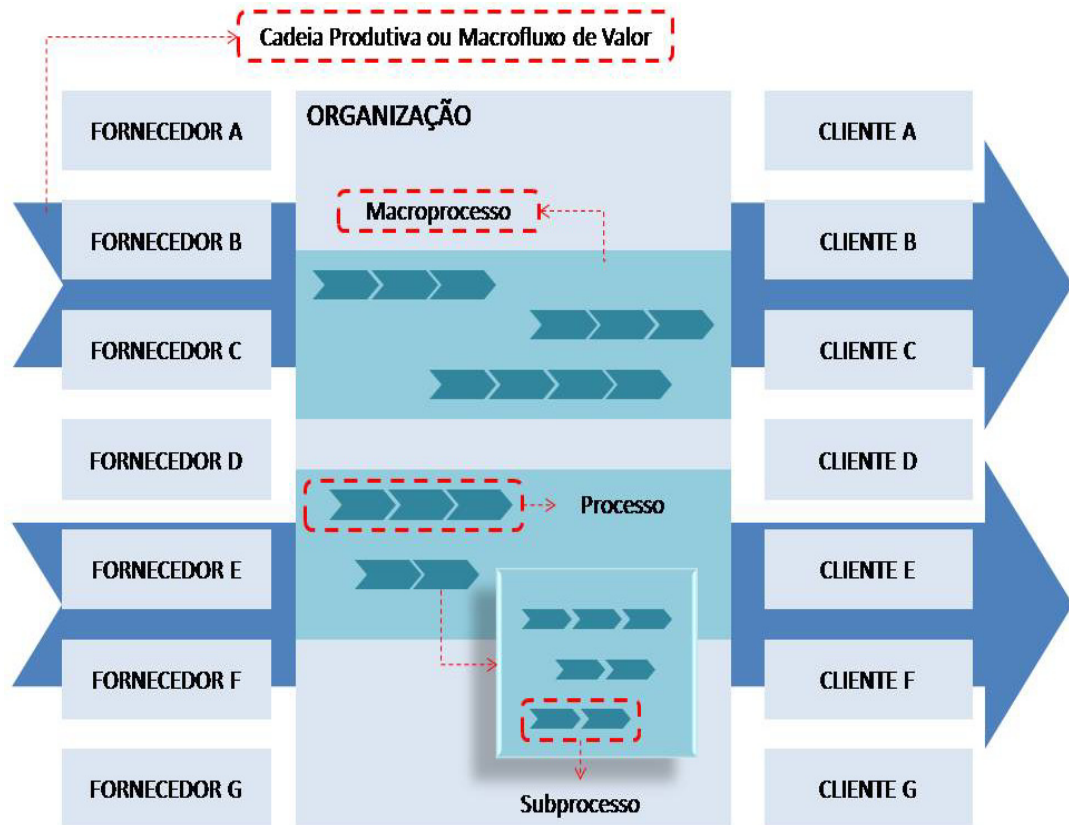 Cadeia Produtiva ou Macrofluxo de Valor
FORNECEDOR A
ORGANIZAÇÃO
CLIENTE A
Macroprocesso
FORNECEDOR B
CLIENTE B
FORNECEDOR C
CLIENTE C
FORNECEDOR D
CLIENTE D
Processo
FORNECEDOR E
CLIENTE E
FORNECEDOR F
CLIENTE F
FORNECEDOR G
CLIENTE G
Subprocesso